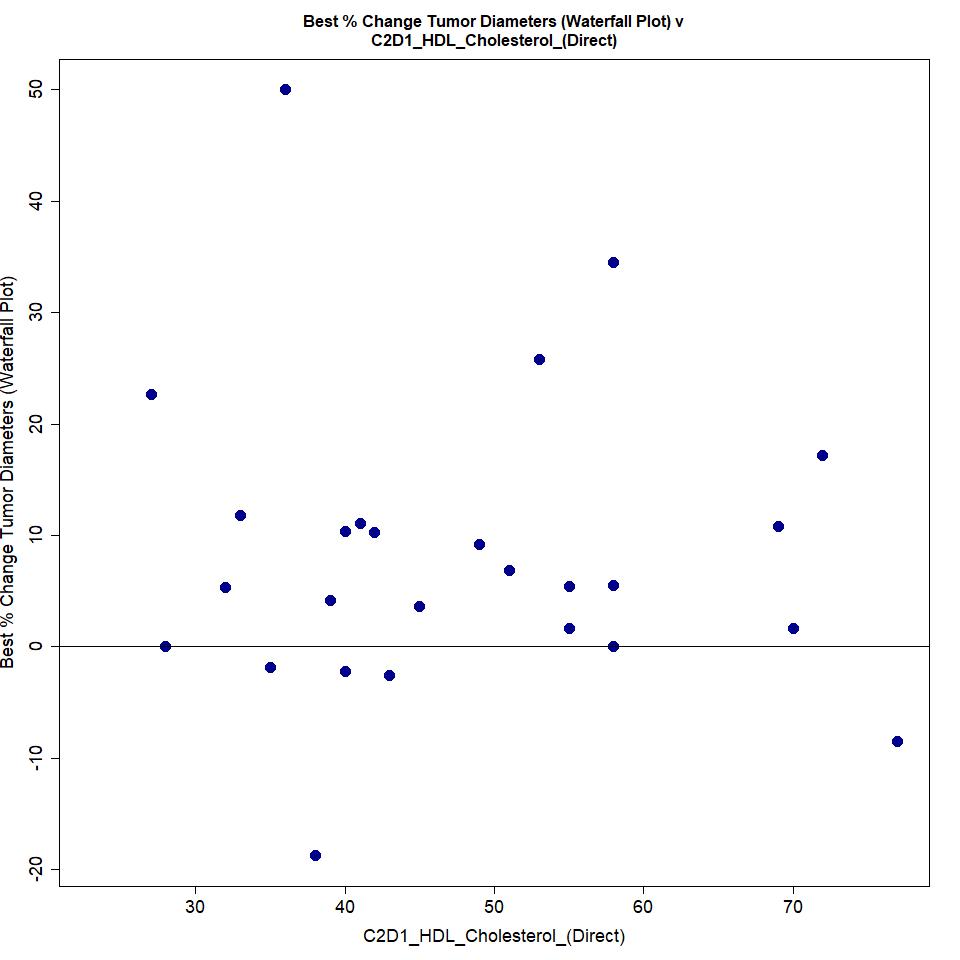 Best % Change Tumor Diameters (Waterfall Plot) v
C2D1_HDL_Cholesterol_(Direct)
Best % Change Tumor Diameters (Waterfall Plot)
50
40
30
20
10
0
-10
-20
30 40 50 60 70
C2D1_HDL_Cholesterol_(Direct)